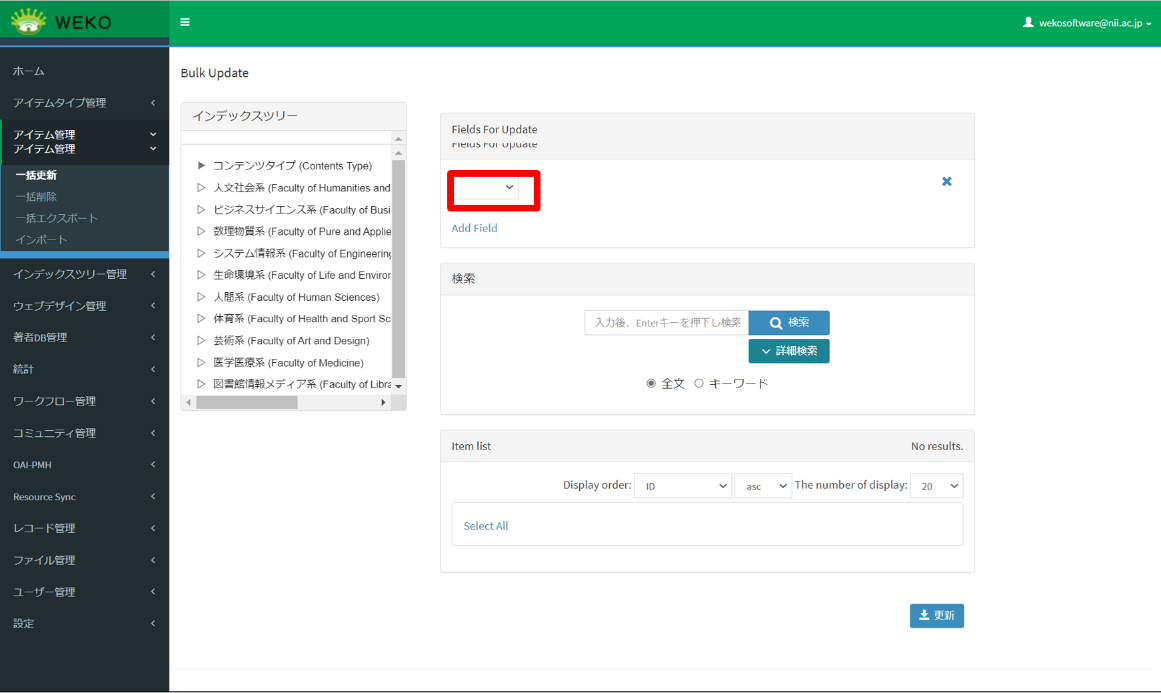 WEKO
wekosoftware@nii.ac.jp
ホーム
アイテムタイプ管理
アイテム管理
アイテム管理
一括更新
一括削除
一括エクスポート
インポート
インデックスツリー管理
ウェブデザイン管理
著者DB管理
統計
ワークフロー管理
コミュニティ管理
OAI-PMH
Resource Sync
レコード管理
ファイル管理
ユーザー管理
設定
Bulk Update
インデックスツリー
コンテンツタイプ (Contents Type)
人文社会系 (Faculty of Humanities and
ビジネスサイエンス系 (Faculty of Busi
数理物質系 (Faculty of Pure and Applie
システム情報系 (Faculty of Engineering
生命環境系 (Faculty of Life and Enviror
人間系 (Faculty of Human Sciences)
体育系 (Faculty of Health and Sport Sc
芸術系 (Faculty of Art and Design)
医学医療系 (Faculty of Medicine)
図書館情報メディア系 (Faculty of Libra
Fields For Update
Fields For Update
Add Field
検索
入力後、Enterキーを押下し検索 検索
詳細検索
全文 キーワード
Item list No results.
Display order: ID asc The number of display: 20
Select All
更新